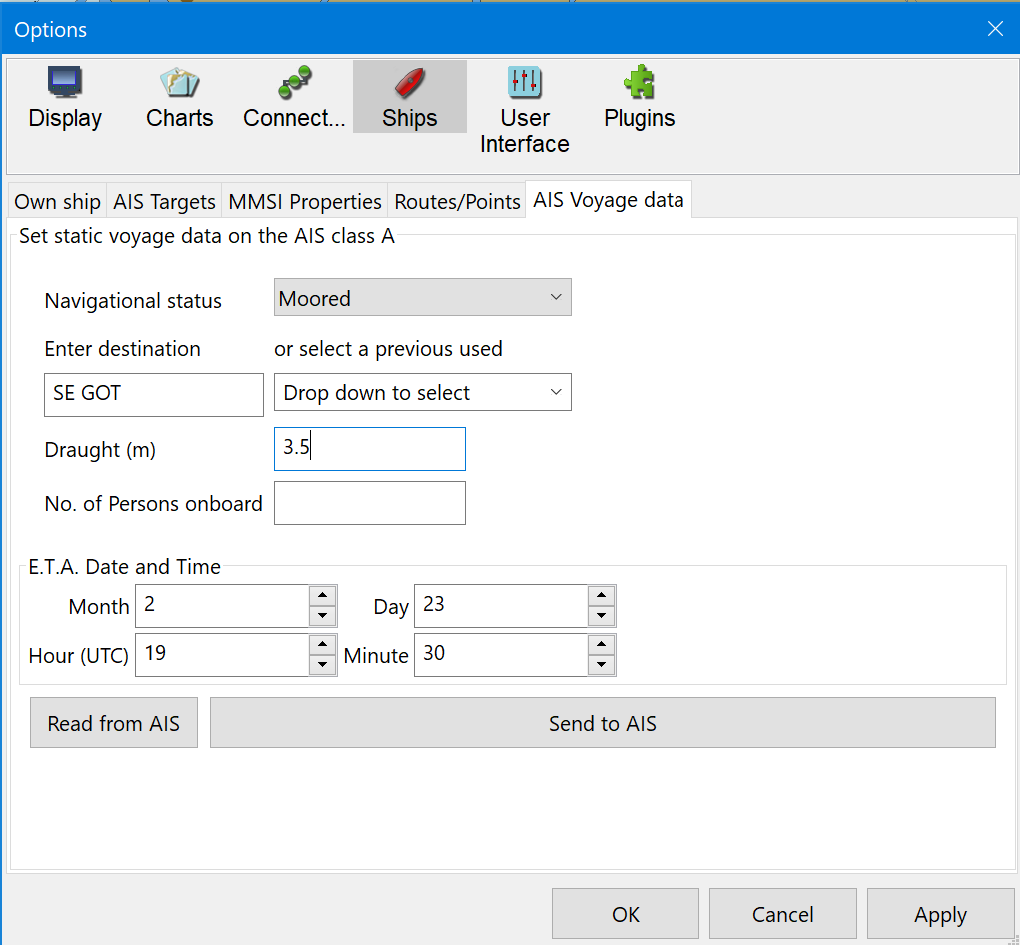 Options
Display Charts Connect... Ships User Interface Plugins
Own ship AIS Targets MMSI Properties Routes/Points AIS Voyage data
Set static voyage data on the AIS class A
Navigational status Moored
Enter destination or select a previous used
SE GOT Drop down to select
Draught (m) 3.5
No. of Persons onboard
E.T.A. Date and Time
Month 2 Day 23
Hour (UTC) 19 Minute 30
Read from AIS Send to AIS
OK Cancel Apply